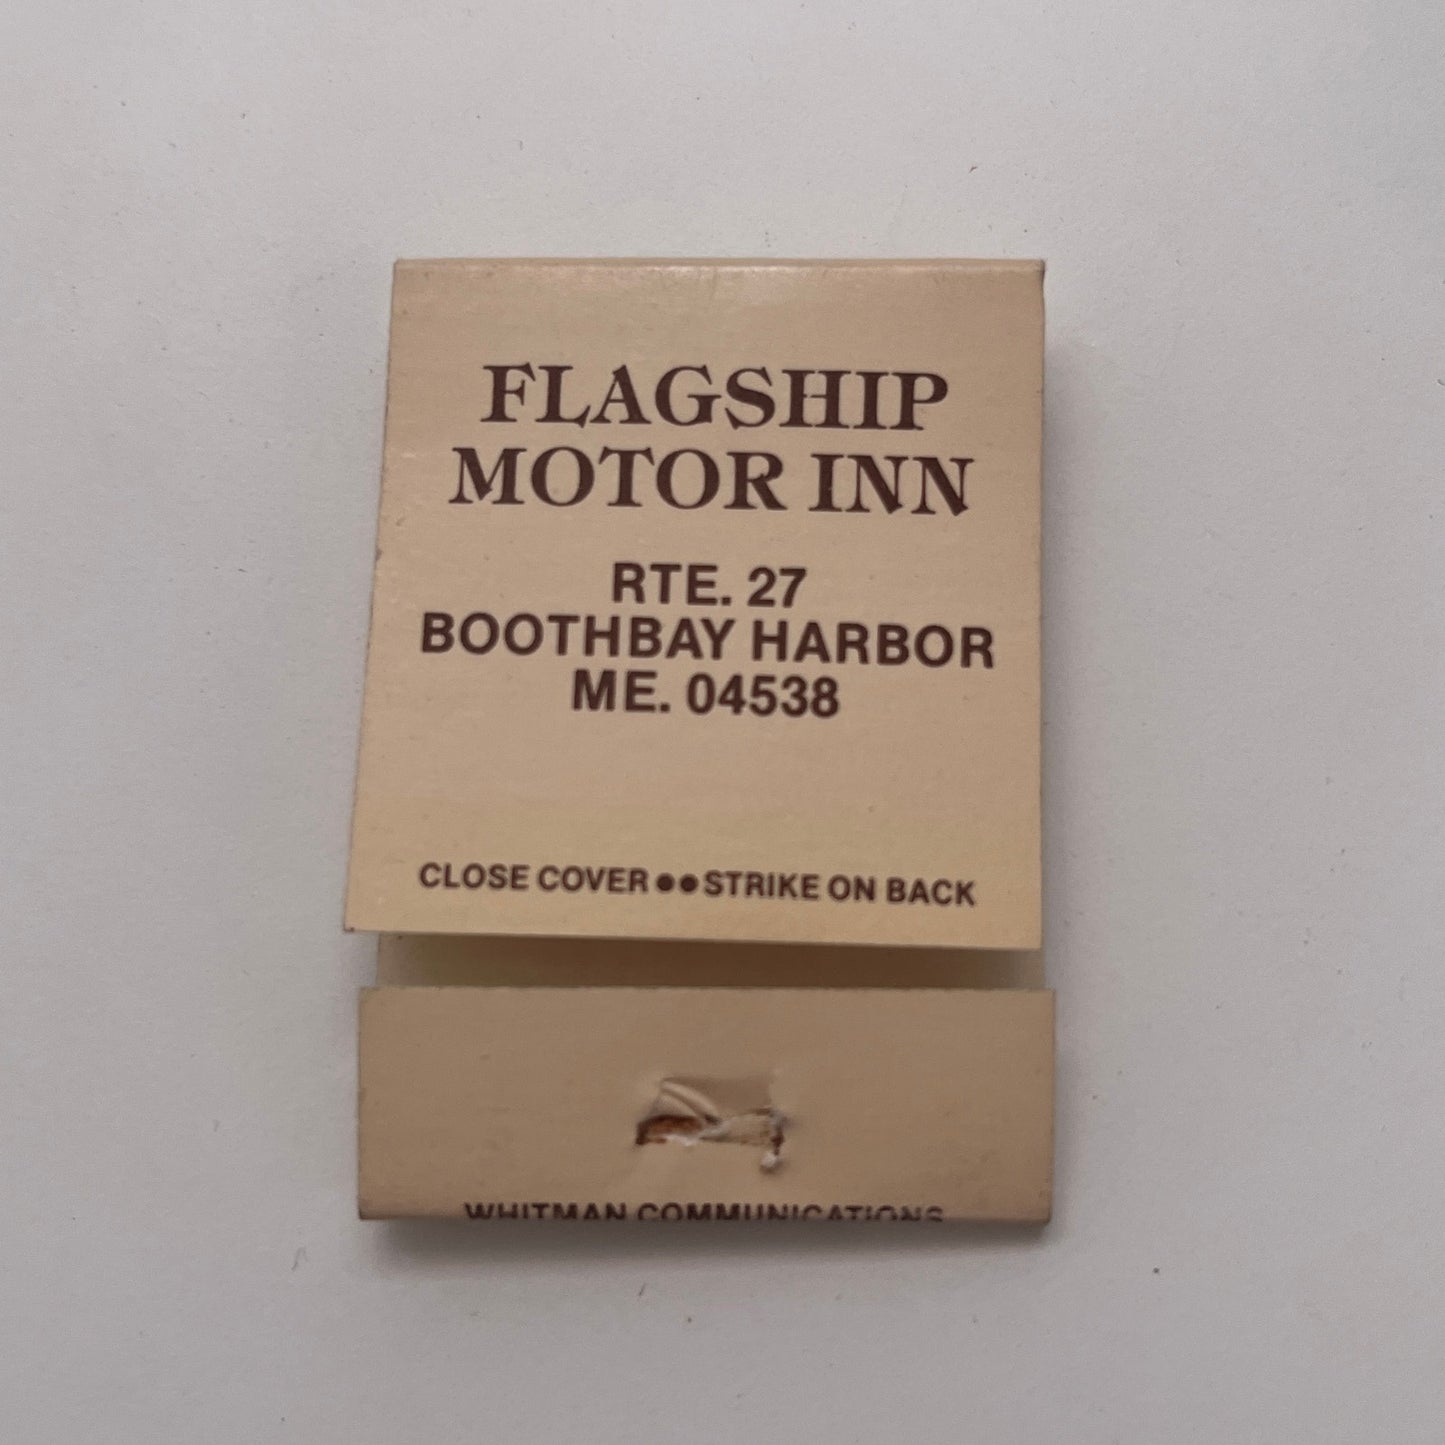 FLAGSHIP
MOTOR INN
RTE. 27
BOOTHBAY HARBOR
ME. 04538
CLOSE COVER ●● STRIKE ON BACK
WHITMAN COMMUNICATIONS